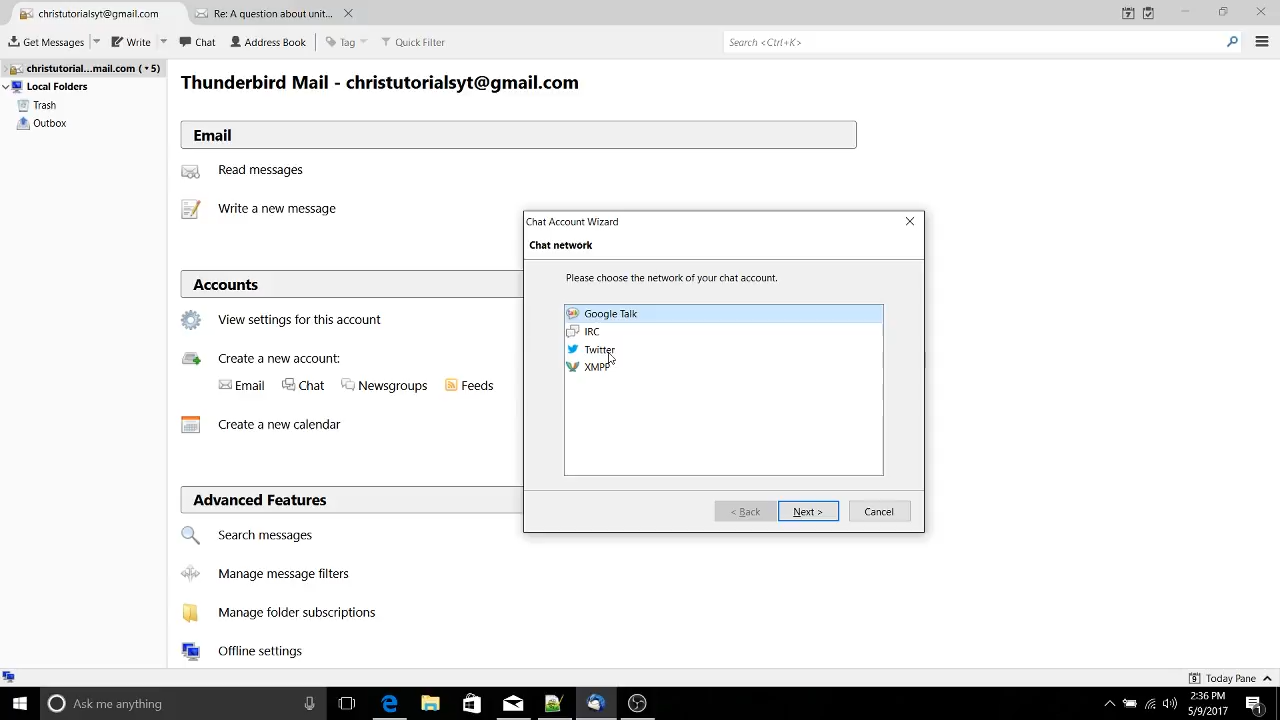 christutorialsyt@gmail.com
Re: A question about unit...
Get Messages
Write
Chat
Address Book
Tag
Quick Filter
Search <Ctrl+K>
christutorial...mail.com (5)
Local Folders
Trash
Outbox
Thunderbird Mail - christutorialsyt@gmail.com
Email
Read messages
Write a new message
Accounts
View settings for this account
Create a new account:
Email
Chat
Newsgroups
Feeds
Create a new calendar
Advanced Features
Search messages
Manage message filters
Manage folder subscriptions
Offline settings
Chat Account Wizard
Chat network
Please choose the network of your chat account.
Google Talk
IRC
Twitter
XMPP
< Back
Next >
Cancel
Today Pane
Ask me anything
2:36 PM
5/9/2017